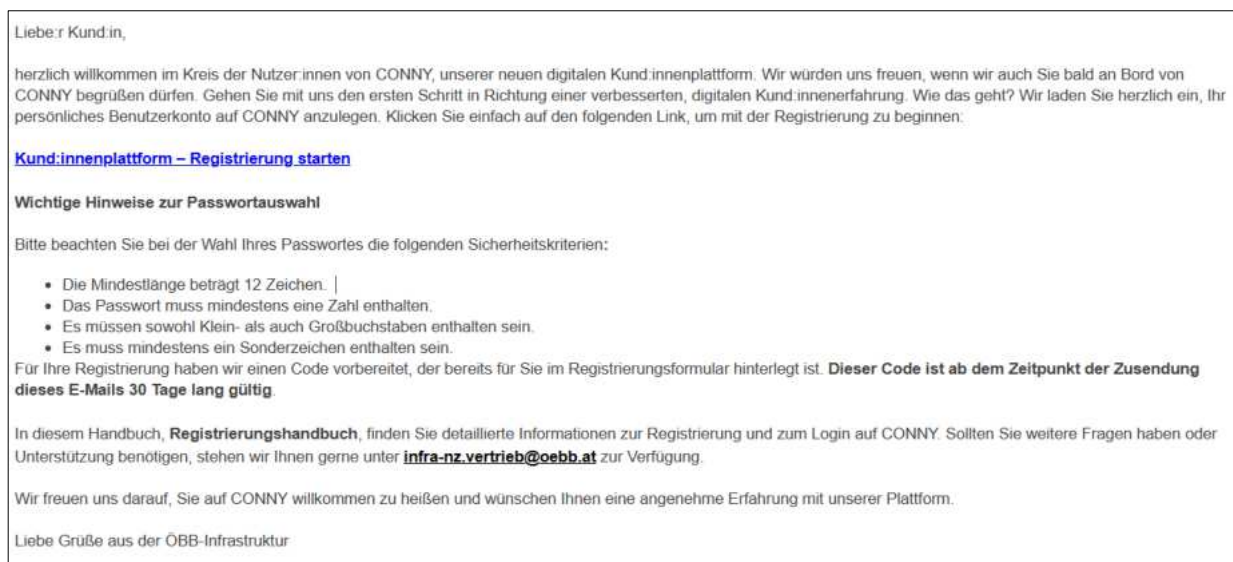 Liebe:r Kund:in,
herzlich willkommen im Kreis der Nutzer:innen von CONNY, unserer neuen digitalen Kund:innenplattform. Wir würden uns freuen, wenn wir auch Sie bald an Bord von
CONNY begrüßen dürfen. Gehen Sie mit uns den ersten Schritt in Richtung einer verbesserten, digitalen Kund:innenerfahrung. Wie das geht? Wir laden Sie herzlich ein, Ihr
persönliches Benutzerkonto auf CONNY anzulegen. Klicken Sie einfach auf den folgenden Link, um mit der Registrierung zu beginnen:
Kund:innenplattform – Registrierung starten
Wichtige Hinweise zur Passwortauswahl
Bitte beachten Sie bei der Wahl Ihres Passwortes die folgenden Sicherheitskriterien:
• Die Mindestlänge beträgt 12 Zeichen.
• Das Passwort muss mindestens eine Zahl enthalten.
• Es müssen sowohl Klein- als auch Großbuchstaben enthalten sein.
• Es muss mindestens ein Sonderzeichen enthalten sein.
Für Ihre Registrierung haben wir einen Code vorbereitet, der bereits für Sie im Registrierungsformular hinterlegt ist. Dieser Code ist ab dem Zeitpunkt der Zusendung
dieses E-Mails 30 Tage lang gültig.
In diesem Handbuch, Registrierungshandbuch, finden Sie detaillierte Informationen zur Registrierung und zum Login auf CONNY. Sollten Sie weitere Fragen haben oder
Unterstützung benötigen, stehen wir Ihnen gerne unter infra-nz.vertrieb@oebb.at zur Verfügung.
Wir freuen uns darauf, Sie auf CONNY willkommen zu heißen und wünschen Ihnen eine angenehme Erfahrung mit unserer Plattform.
Liebe Grüße aus der ÖBB-Infrastruktur